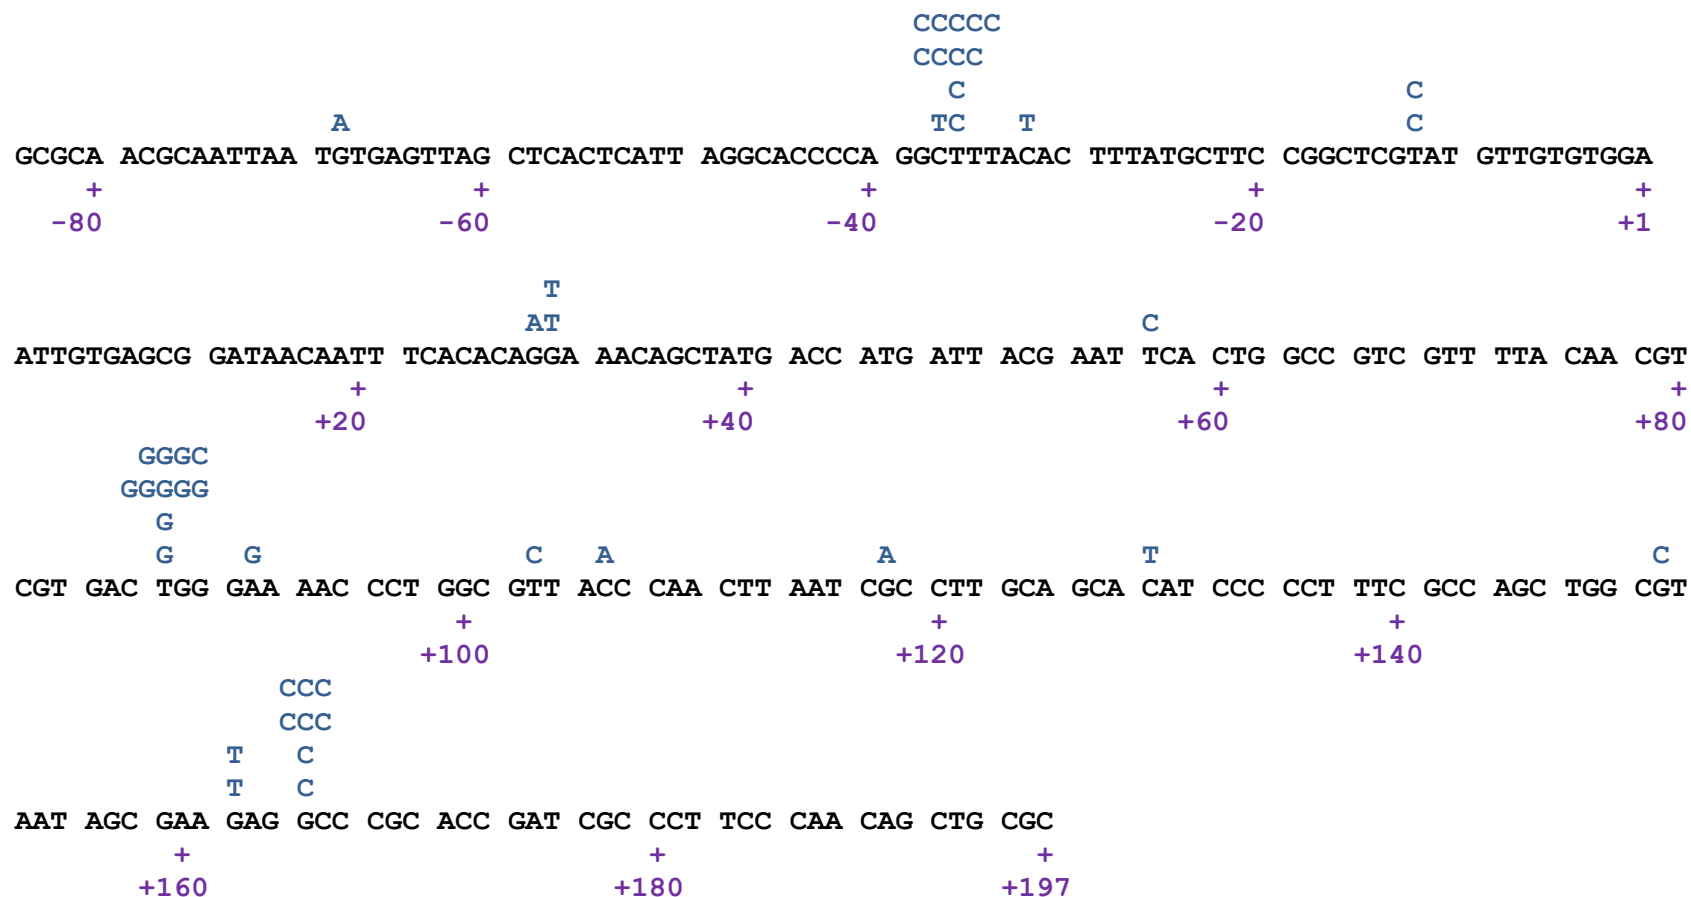 CCCCC
CCCC
C C
A TC T C
GCGCA ACGCAATTAA TGTGAGTTAG CTCACTCATT AGGCACCCCA GGCTTTACAC TTTATGCTTC CGGCTCGTAT GTTGTGTGGA
+ + + + +
-80 -60 -40 -20 +1
T
AT C
ATTGTGAGCG GATAACAATT TCACACAGGA AACAGCTATG ACC ATG ATT ACG AAT TCA CTG GCC GTC GTT TTA CAA CGT
+ + + +
+20 +40 +60 +80
GGGC
GGGGG
G
G G C A A T C
CGT GAC TGG GAA AAC CCT GGC GTT ACC CAA CTT AAT CGC CTT GCA GCA CAT CCC CCT TTC GCC AGC TGG CGT
+ + +
+100 +120 +140
CCC
CCC
T C
T C
AAT AGC GAA GAG GCC CGC ACC GAT CGC CCT TCC CAA CAG CTG CGC
+ + +
+160 +180 +197